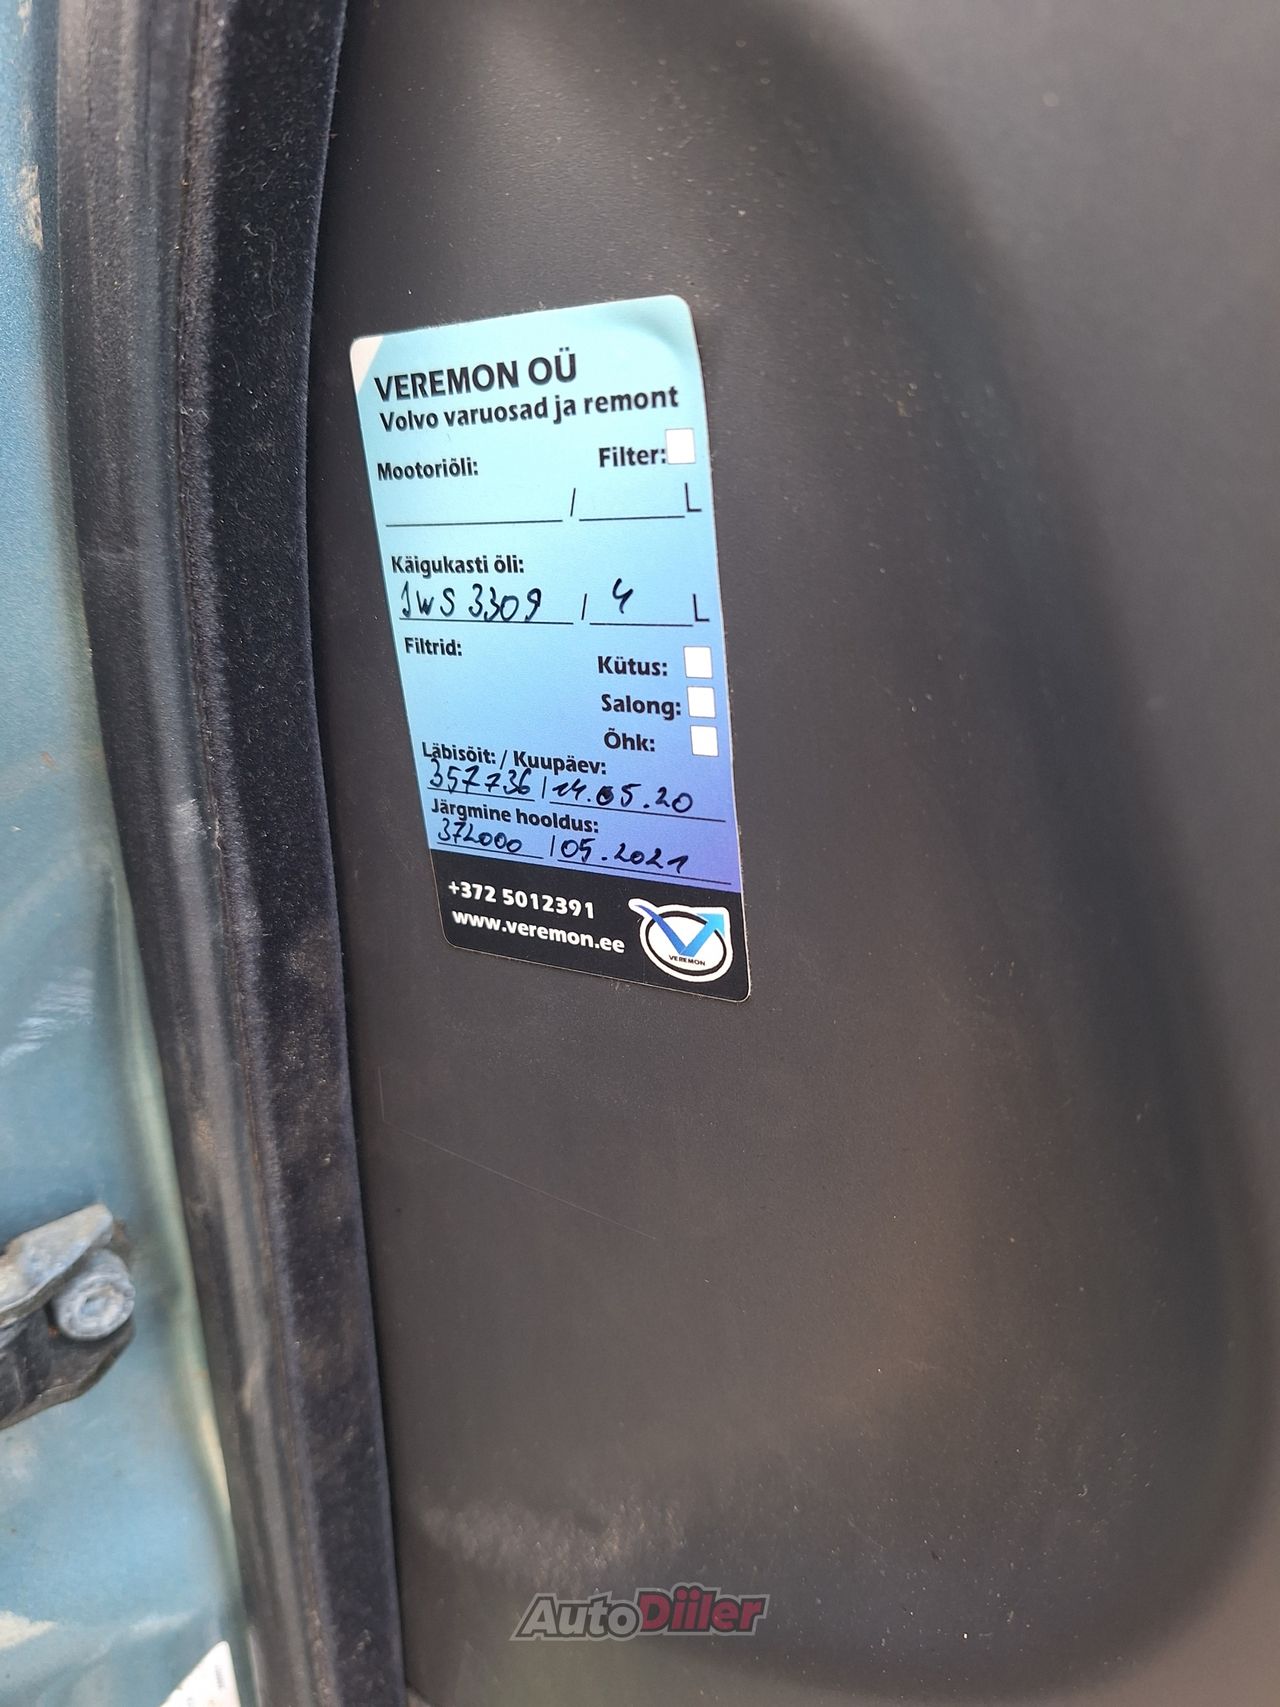 VEREMON OÜ
Volvo varuosad ja remont
Mootoriõli: Filter:
/ L
Käigukasti õli:
JWS 3309 / 4 L
Filtrid:
Kütus:
Salong:
Õhk:
Läbisõit: / Kuupäev:
357736 / 14.05.20
Järgmine hooldus:
372000 / 05.2021
+372 5012391
www.veremon.ee
VEREMON
AutoDiiler